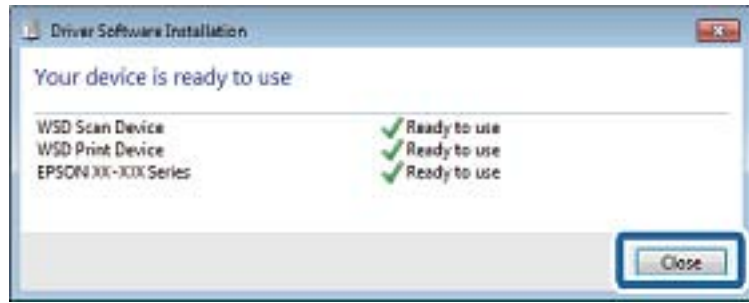 Driver Software Installation
Your device is ready to use
WSD Scan Device Ready to use
WSD Print Device Ready to use
EPSON XX-XXX Series Ready to use
Close